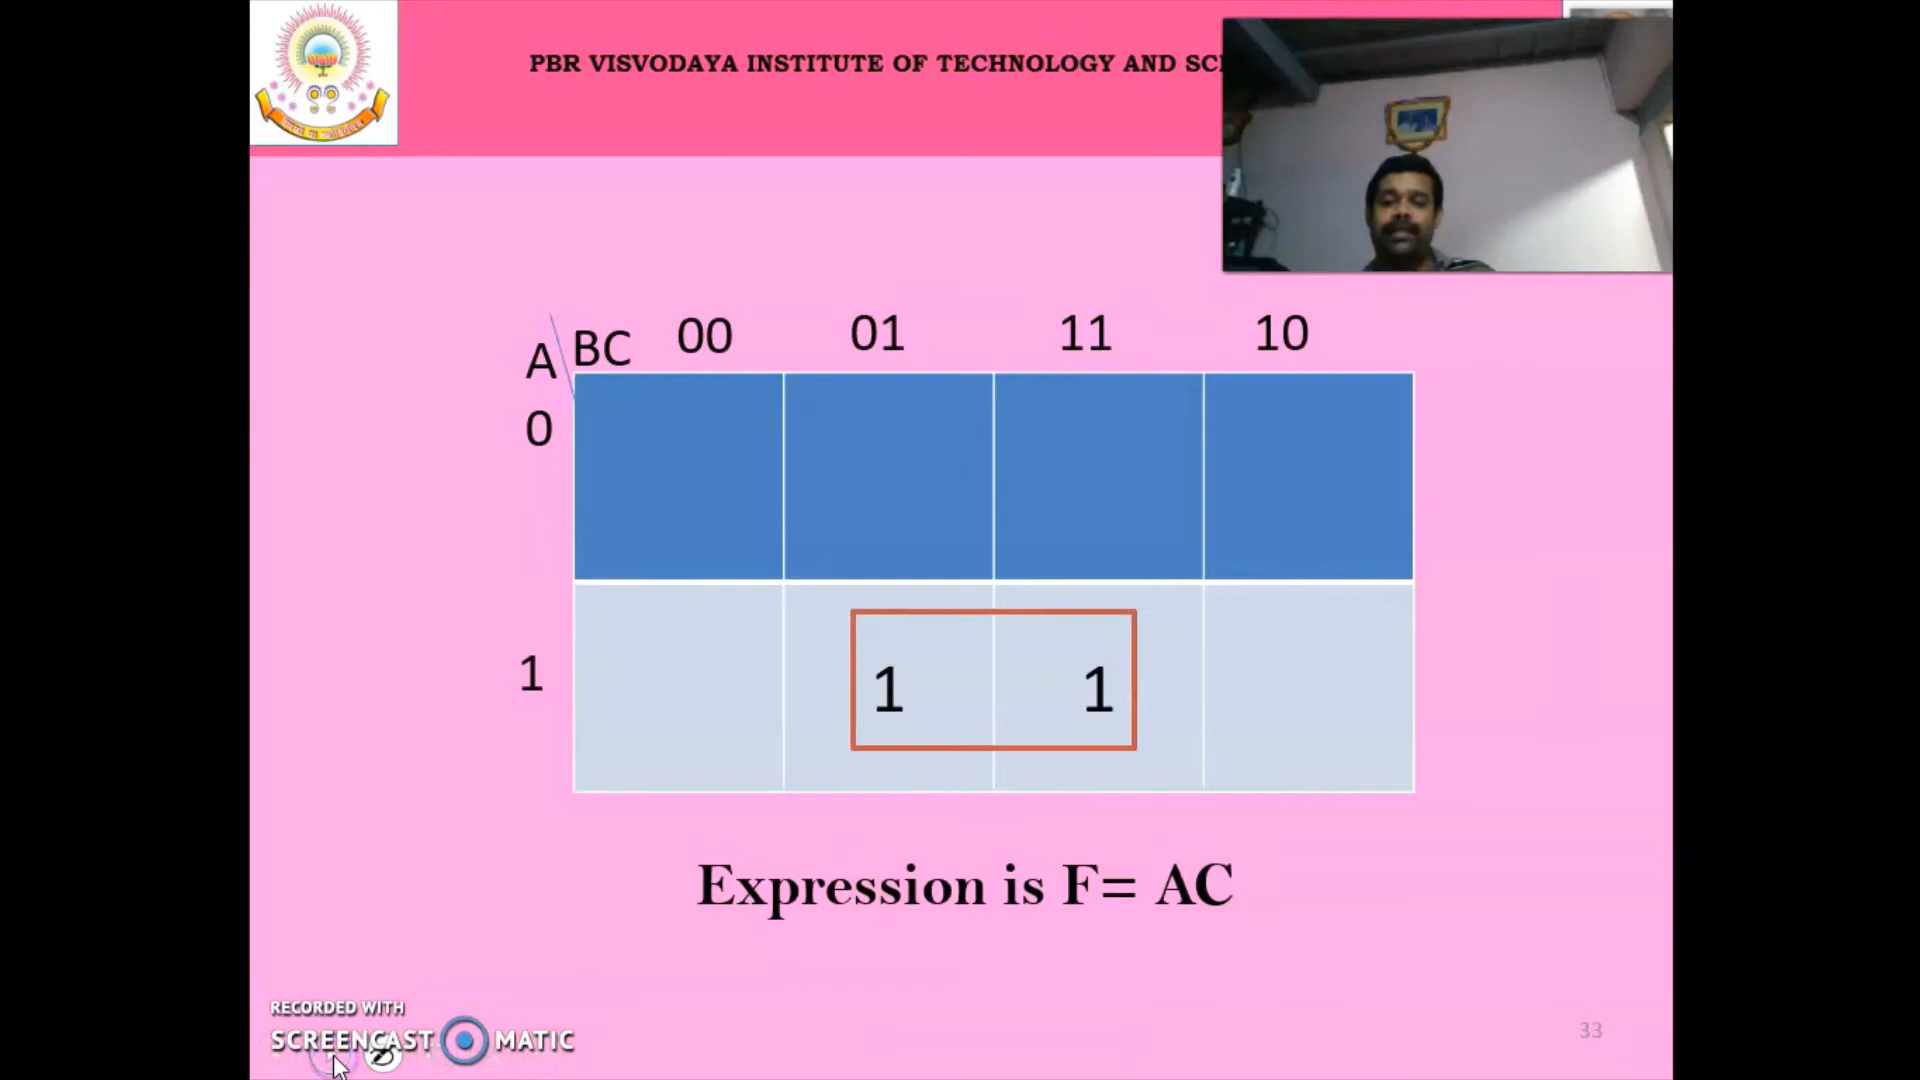 PBR VISVODAYA INSTITUTE OF TECHNOLOGY AND
A BC 00 01 11 10
0
1 1 1
Expression is F= AC
RECORDED WITH
SCREENCAST MATIC
33